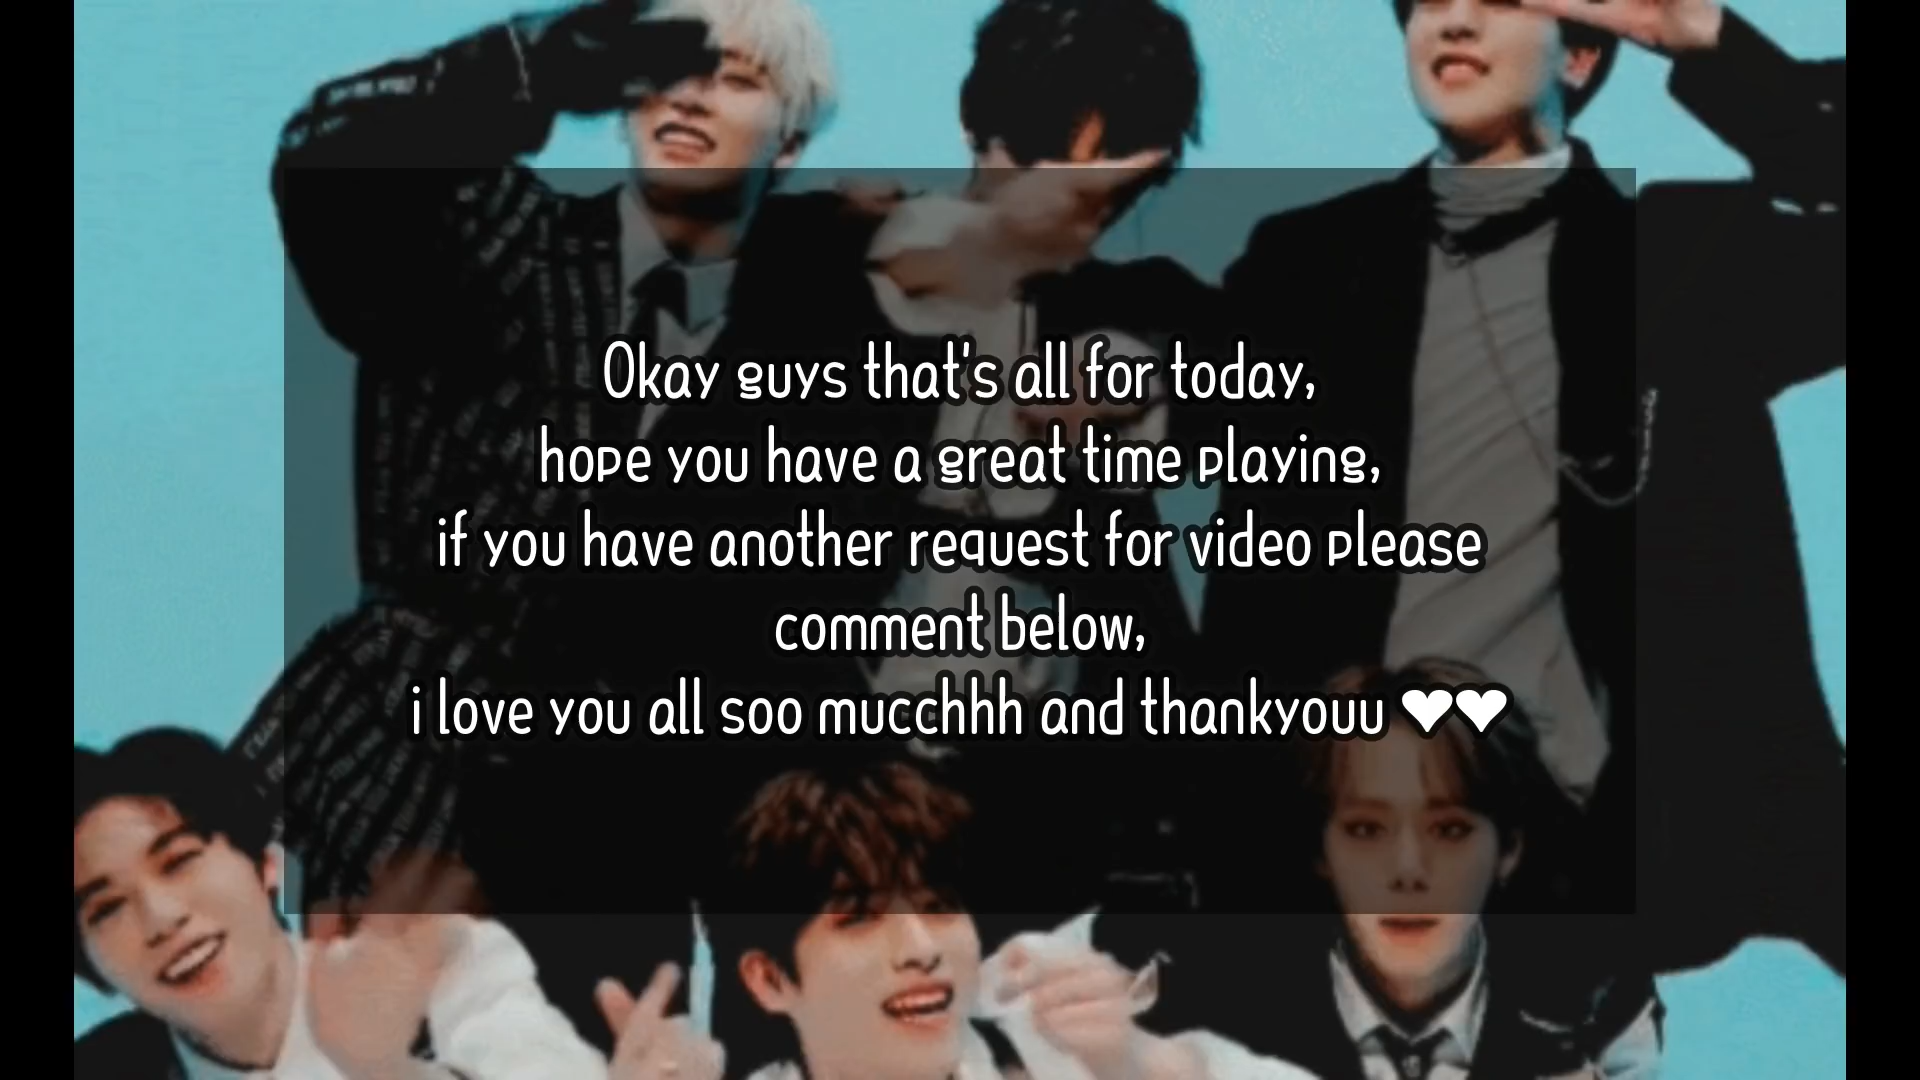 Okay guys that's all for today,
hope you have a great time playing,
if you have another request for video please
comment below,
i love you all soo mucchhh and thankyouu ♥♥